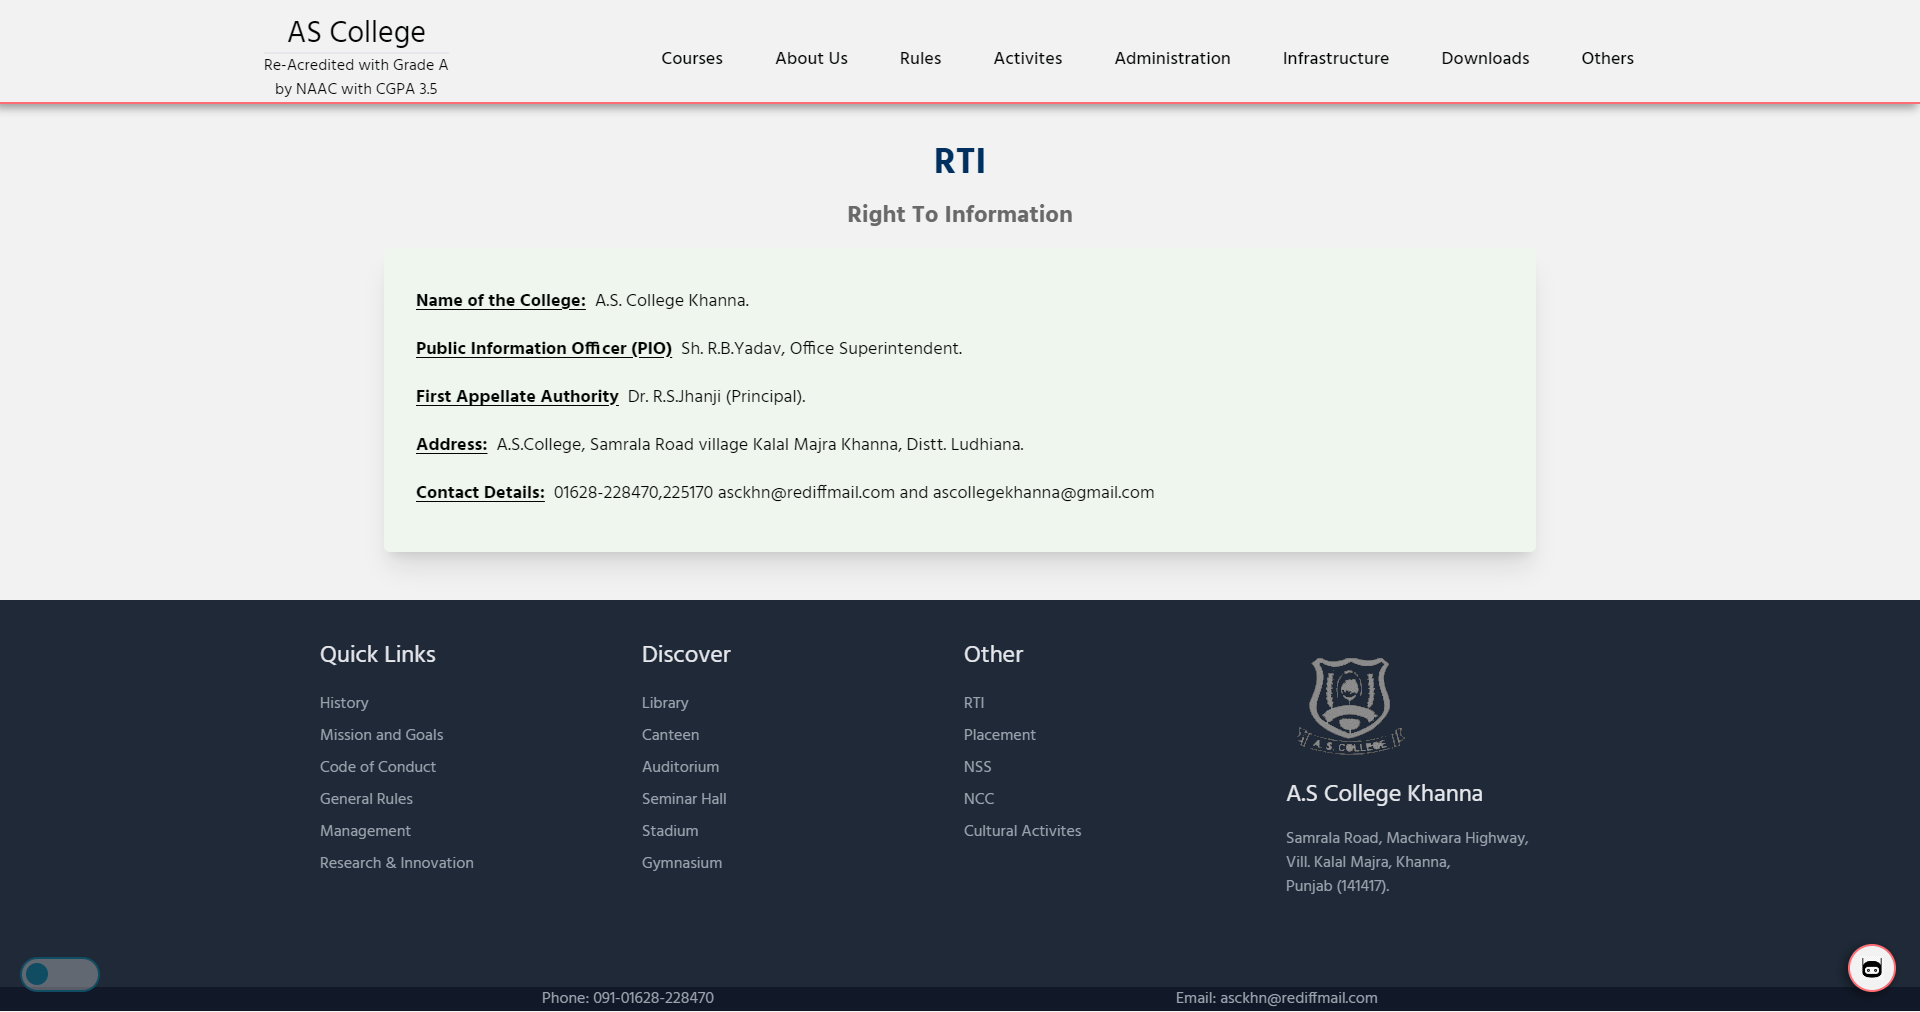 AS College
Re-Acredited with Grade A
by NAAC with CGPA 3.5
Courses About Us Rules Activites Administration Infrastructure Downloads Others
RTI
Right To Information
Name of the College: A.S. College Khanna.
Public Information Officer (PIO) Sh. R.B.Yadav, Office Superintendent.
First Appellate Authority Dr. R.S.Jhanji (Principal).
Address: A.S.College, Samrala Road village Kalal Majra Khanna, Distt. Ludhiana.
Contact Details: 01628-228470,225170 asckhn@rediffmail.com and ascollegekhanna@gmail.com
Quick Links
History
Mission and Goals
Code of Conduct
General Rules
Management
Research & Innovation
Discover
Library
Canteen
Auditorium
Seminar Hall
Stadium
Gymnasium
Other
RTI
Placement
NSS
NCC
Cultural Activites
A. S. COLLEGE
A.S College Khanna
Samrala Road, Machiwara Highway,
Vill. Kalal Majra, Khanna,
Punjab (141417).
Phone: 091-01628-228470
Email: asckhn@rediffmail.com